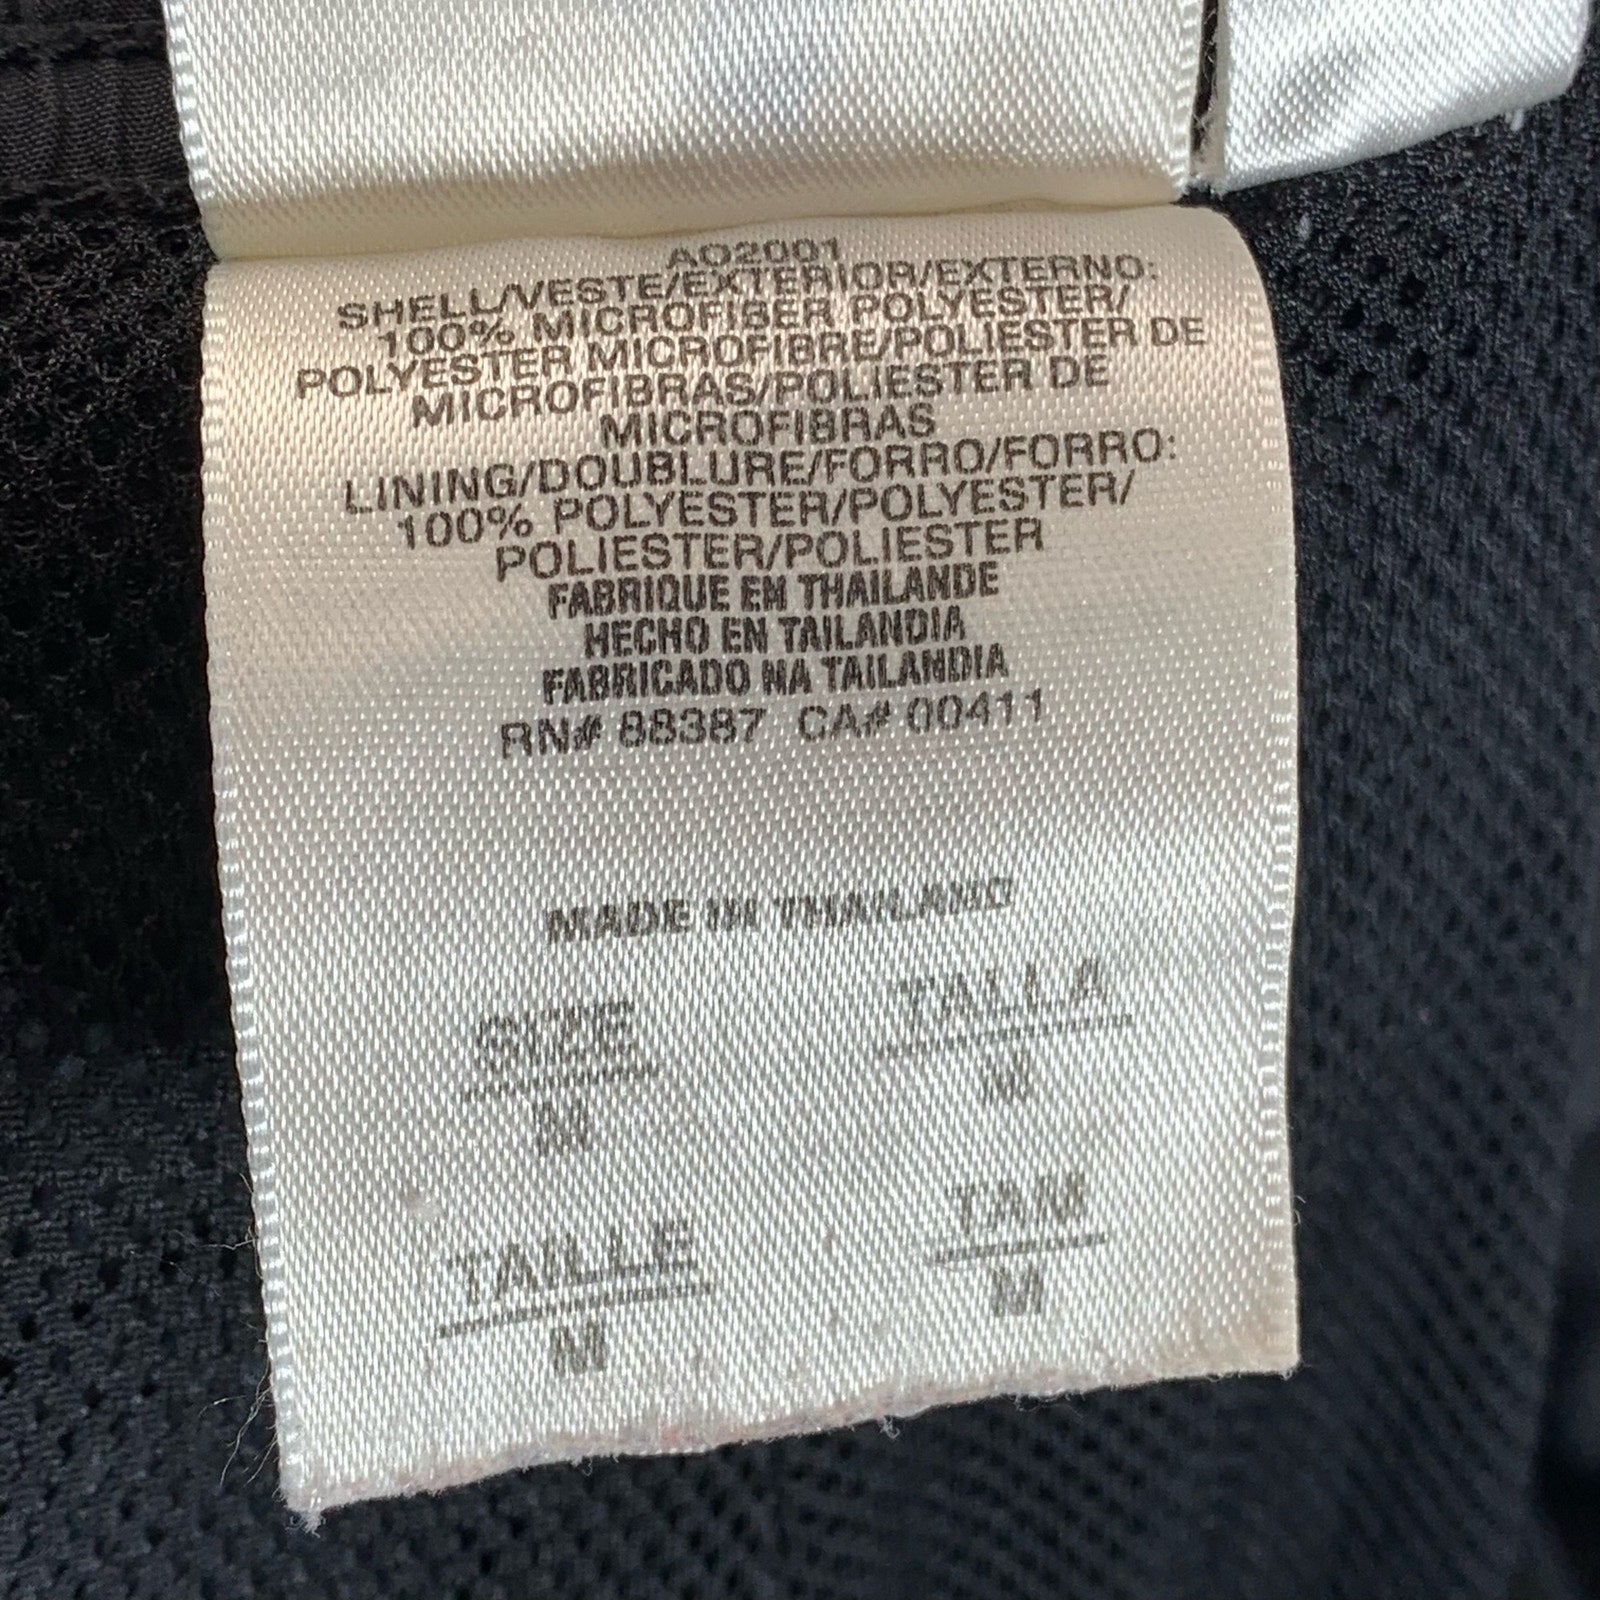 AO2001
SHELL/VESTE/EXTERIOR/EXTERNO:
100% MICROFIBER POLYESTER/
POLYESTER MICROFIBRE/POLIESTER DE
MICROFIBRAS/POLIESTER DE
MICROFIBRAS
LINING/DOUBLURE/FORRO/FORRO:
100% POLYESTER/POLYESTER/
POLIESTER/POLIESTER
FABRIQUE EN THAILANDE
HECHO EN TAILANDIA
FABRICADO NA TAILANDIA
RN# 88387 CA# 00411
MADE IN THAILAND
SIZE
M
TALLA
M
TAILLE
M
TAM
M